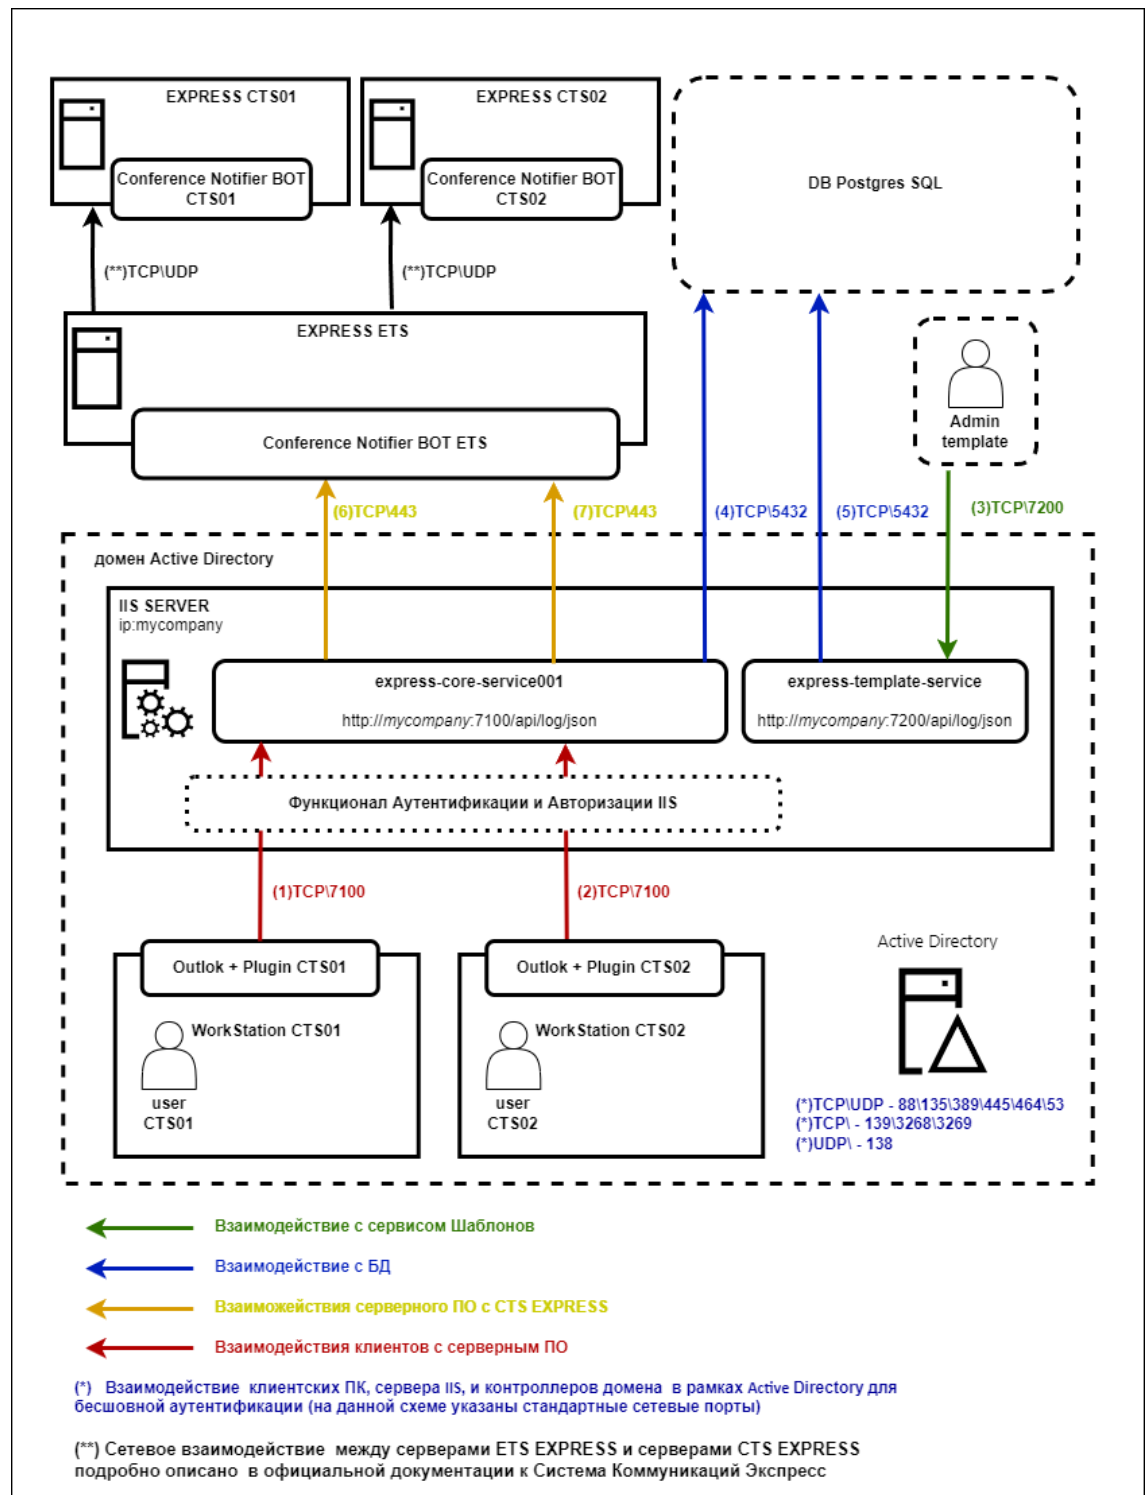 EXPRESS CTS01
EXPRESS CTS02
Conference Notifier BOT
CTS01
Conference Notifier BOT
CTS02
DB Postgres SQL
(**)TCP\UDP
(**)TCP\UDP
EXPRESS ETS
Conference Notifier BOT ETS
Admin
template
(6)TCP\443
(7)TCP\443
(4)TCP\5432
(5)TCP\5432
(3)TCP\7200
домен Active Directory
IIS SERVER
ip:mycompany
express-core-service001
http://mycompany:7100/api/log/json
express-template-service
http://mycompany:7200/api/log/json
Функционал Аутентификации и Авторизации IIS
(1)TCP\7100
(2)TCP\7100
Outlok + Plugin CTS01
Outlok + Plugin CTS02
Active Directory
WorkStation CTS01
WorkStation CTS02
user
CTS01
user
CTS02
(*)TCP\UDP - 88\135\389\445\464\53
(*)TCP\ - 139\3268\3269
(*)UDP\ - 138
Взаимодействие с сервисом Шаблонов
Взаимодействие с БД
Взаиможействия серверного ПО с CTS EXPRESS
Взаимодействия клиентов с серверным ПО
(*) Взаимодействие клиентских ПК, сервера IIS, и контроллеров домена в рамках Active Directory для
бесшовной аутентификации (на данной схеме указаны стандартные сетевые порты)
(**) Сетевое взаимодействие между серверами ETS EXPRESS и серверами CTS EXPRESS
подробно описано в официальной документации к Система Коммуникаций Экспресс